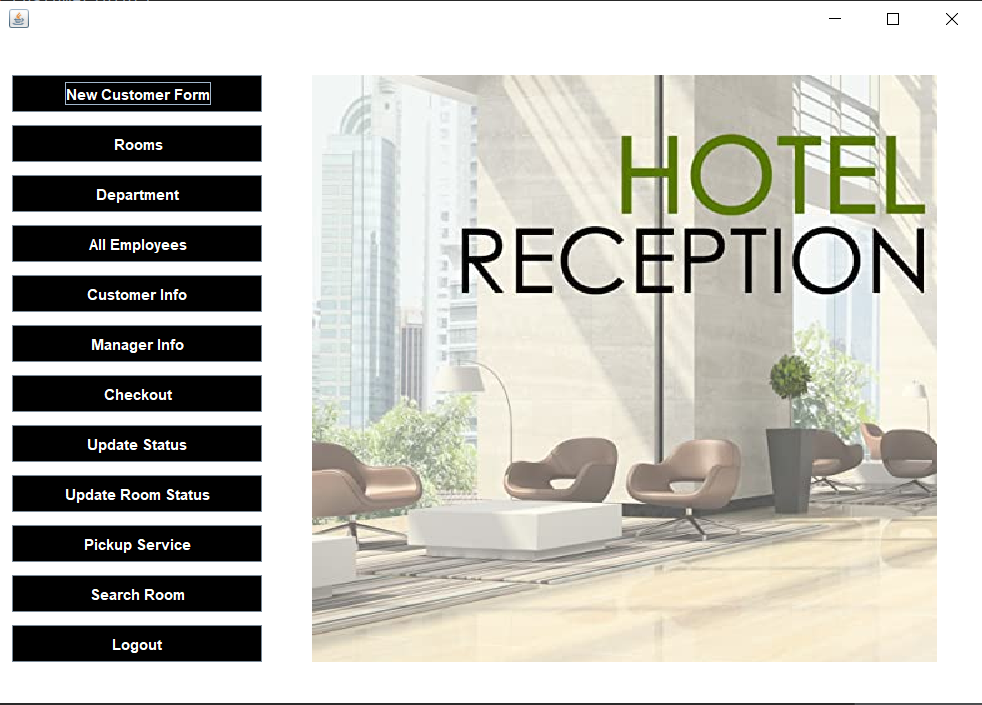 New Customer Form
Rooms
Department
All Employees
Customer Info
Manager Info
Checkout
Update Status
Update Room Status
Pickup Service
Search Room
Logout
HOTEL
RECEPTION